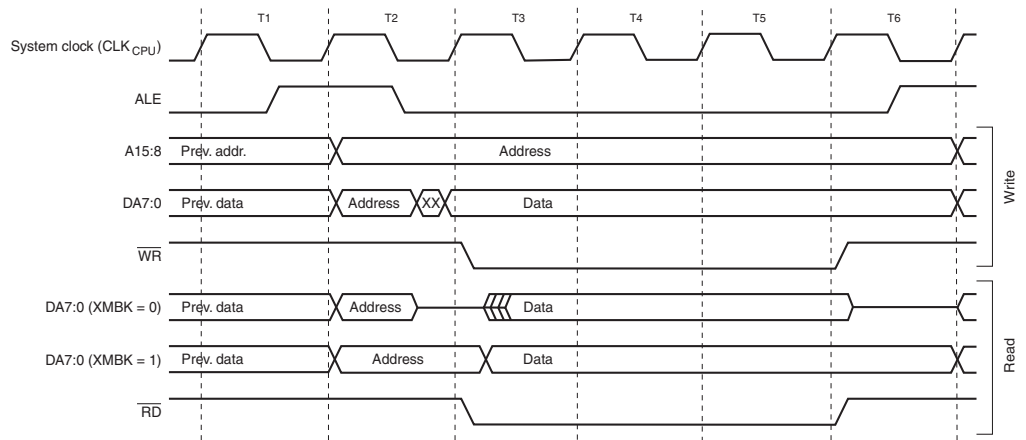 T1 T2 T3 T4 T5 T6
System clock (CLK CPU)
ALE
A15:8 Prev. addr. Address
DA7:0 Prev. data Address XX Data
WR
Write
DA7:0 (XMBK = 0) Prev. data Address Data
DA7:0 (XMBK = 1) Prev. data Address Data
RD
Read